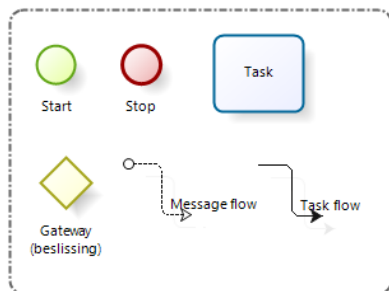 Task
Start
Stop
Message flow
Task flow
Gateway
(beslissing)